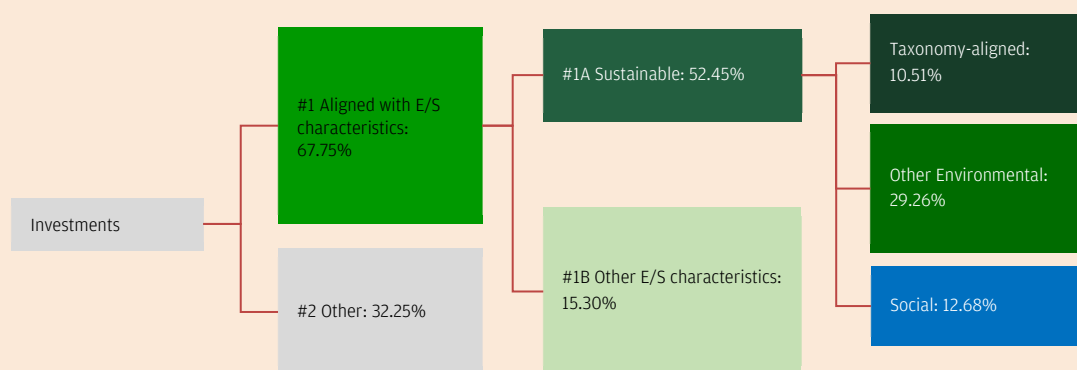 Investments
#1 Aligned with E/S
characteristics:
67.75%
#2 Other: 32.25%
#1A Sustainable: 52.45%
#1B Other E/S characteristics:
15.30%
Taxonomy-aligned:
10.51%
Other Environmental:
29.26%
Social: 12.68%